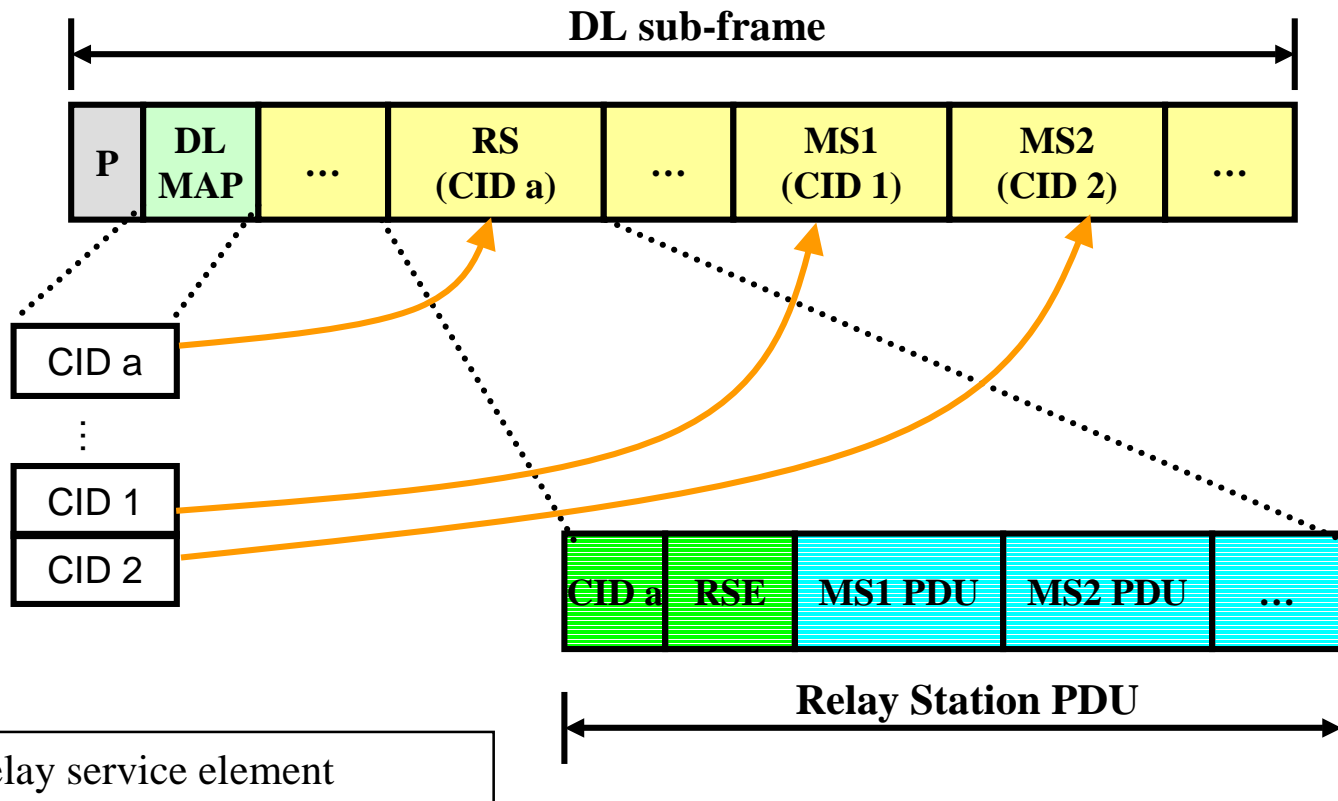 DL sub-frame
P
DL
MAP
...
RS
(CID a)
...
MS1
(CID 1)
MS2
(CID 2)
...
CID a
...
CID 1
CID 2
CID a
RSE
MS1 PDU
MS2 PDU
...
Relay Station PDU
service element